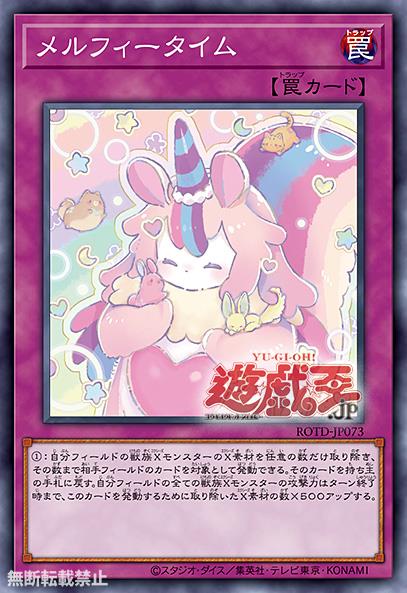 メルフィータイム
トラップ
罠
トラップ
【罠カード】
YU-GI-OH!
遊戯王
.jp
ROTD-JP073
①：自分フィールドの獣族Xモンスターの X素材を任意の数だけ取り除き、
その数まで相手フィールドのカードを対象として発動できる。そのカードを持ち主
の手札に戻す。自分フィールドの全ての獣族Xモンスターの攻撃力はターン終了
時まで、このカードを発動するために取り除いたX素材の数×500アップする。
無断転載禁止
©スタジオ・ダイス／集英社・テレビ東京・KONAMI